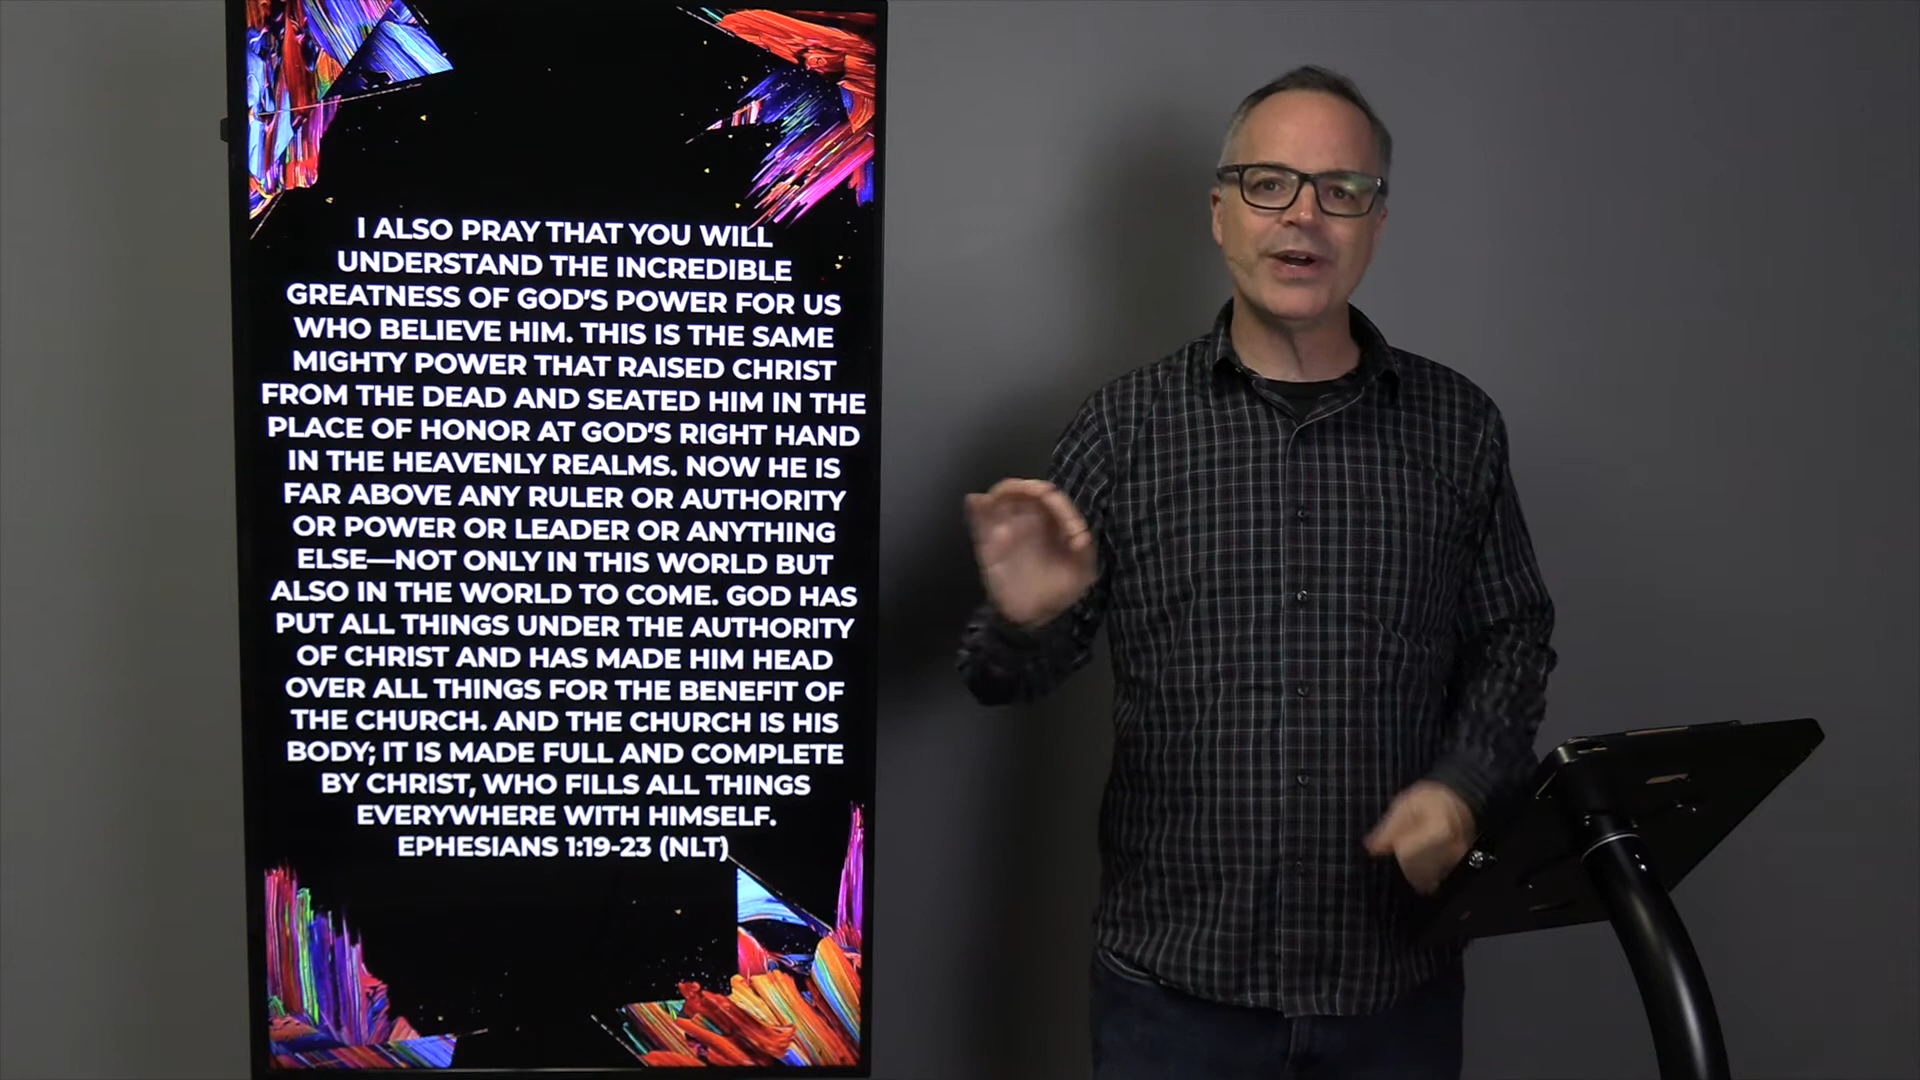 I ALSO PRAY THAT YOU WILL
UNDERSTAND THE INCREDIBLE
GREATNESS OF GOD'S POWER FOR US
WHO BELIEVE HIM. THIS IS THE SAME
MIGHTY POWER THAT RAISED CHRIST
FROM THE DEAD AND SEATED HIM IN THE
PLACE OF HONOR AT GOD'S RIGHT HAND
IN THE HEAVENLY REALMS. NOW HE IS
FAR ABOVE ANY RULER OR AUTHORITY
OR POWER OR LEADER OR ANYTHING
ELSE—NOT ONLY IN THIS WORLD BUT
ALSO IN THE WORLD TO COME. GOD HAS
PUT ALL THINGS UNDER THE AUTHORITY
OF CHRIST AND HAS MADE HIM HEAD
OVER ALL THINGS FOR THE BENEFIT OF
THE CHURCH. AND THE CHURCH IS HIS
BODY; IT IS MADE FULL AND COMPLETE
BY CHRIST, WHO FILLS ALL THINGS
EVERYWHERE WITH HIMSELF.
EPHESIANS 1:19-23 (NLT)